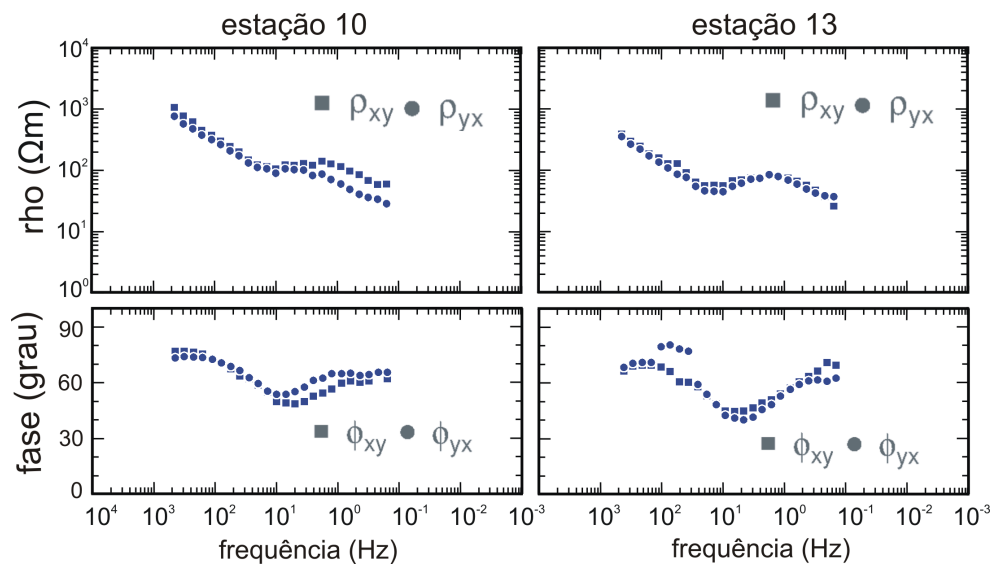 estação 10
estação 13
rho (Ωm)
10⁴
10³
10²
10¹
10⁰
ρxy ρyx
ρxy ρyx
fase (grau)
90
60
30
0
ϕxy ϕyx
ϕxy ϕyx
10⁴ 10³ 10² 10¹ 10⁰ 10⁻¹ 10⁻² 10⁻³
10³ 10² 10¹ 10⁰ 10⁻¹ 10⁻² 10⁻³
frequência (Hz)
frequência (Hz)